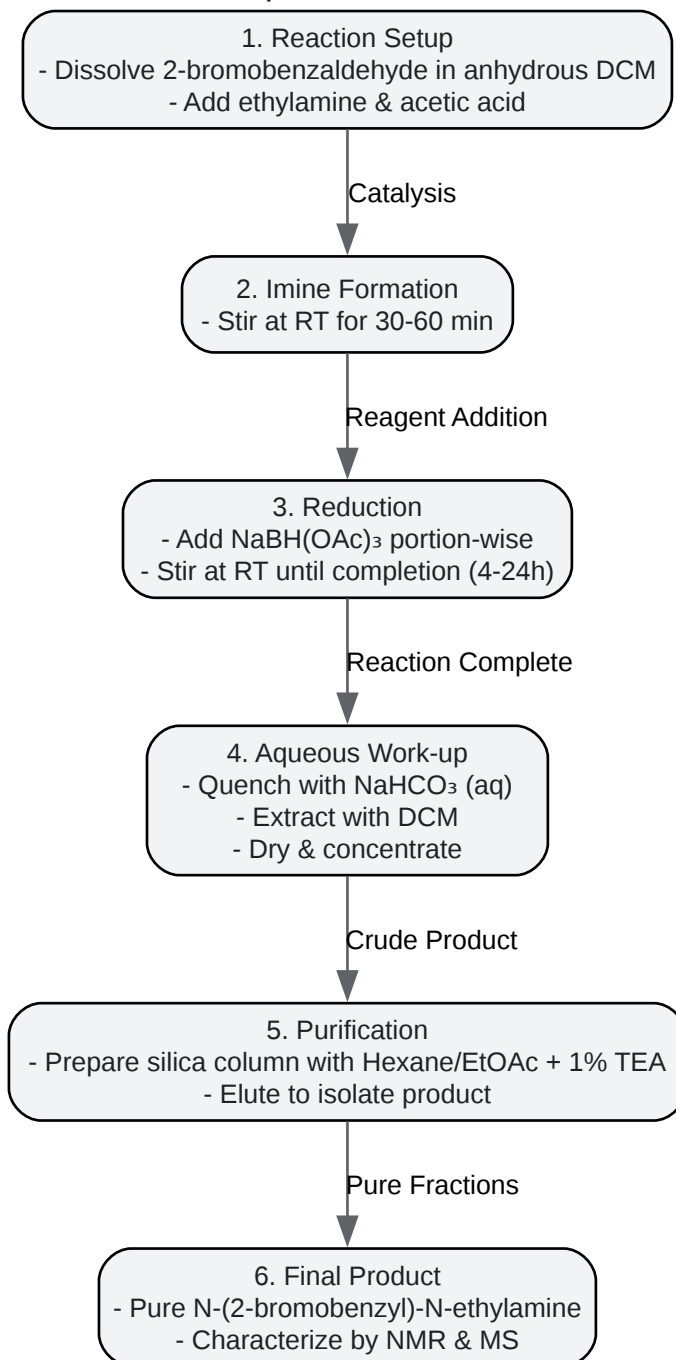 1. Reaction Setup
- Dissolve 2-bromobenzaldehyde in anhydrous DCM
- Add ethylamine & acetic acid
Catalysis
2. Imine Formation
- Stir at RT for 30-60 min
Reagent Addition
3. Reduction
- Add NaBH(OAc)₃ portion-wise
- Stir at RT until completion (4-24h)
Reaction Complete
4. Aqueous Work-up
- Quench with NaHCO₃ (aq)
- Extract with DCM
- Dry & concentrate
Crude Product
5. Purification
- Prepare silica column with Hexane/EtOAc + 1% TEA
- Elute to isolate product
Pure Fractions
6. Final Product
- Pure N-(2-bromobenzyl)-N-ethylamine
- Characterize by NMR & MS